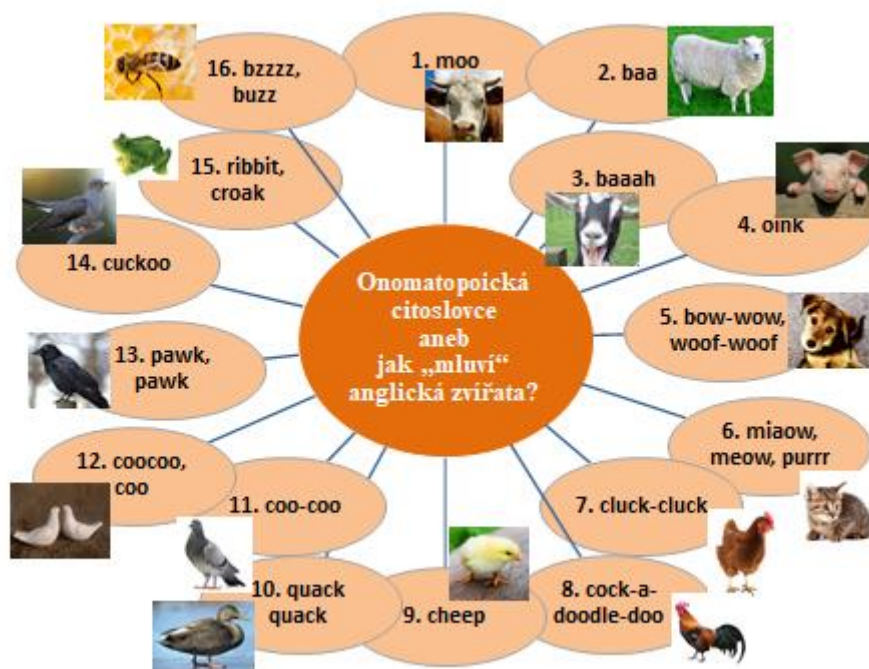 Onomatopoická
citoslovce
aneb
jak „mluví“
anglická zvířata?
1. moo
2. baa
3. baaah
4. oink
5. bow-wow,
woof-woof
6. miaow,
meow, purrr
7. cluck-cluck
8. cock-a-
doodle-doo
9. cheep
10. quack
quack
11. coo-coo
12. coocoo,
coo
13. pawk,
pawk
14. cuckoo
15. ribbit,
croak
16. bzzzz,
buzz